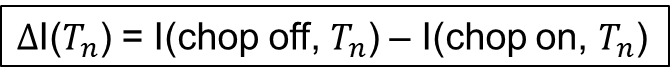 ΔI(Tₙ) = I(chop off, Tₙ) – I(chop on, Tₙ)